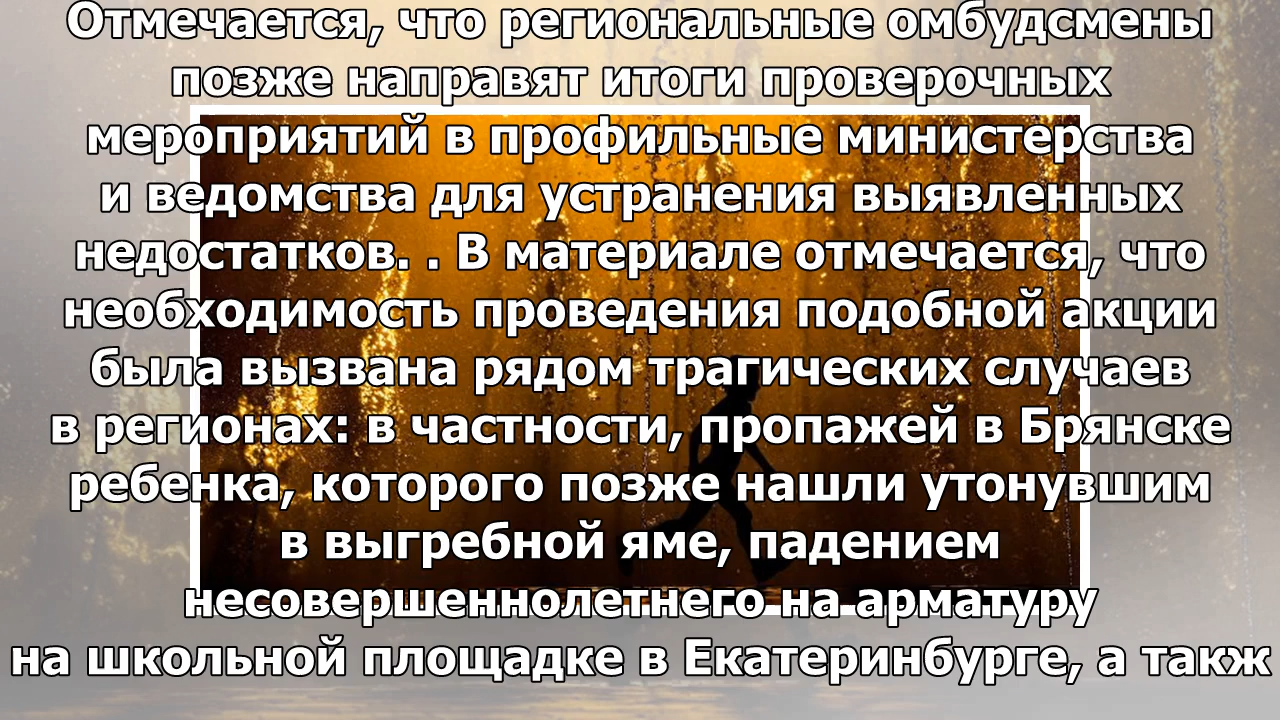 Отмечается, что региональные омбудсмены
позже направят итоги проверочных
мероприятий в профильные министерства
и ведомства для устранения выявленных
недостатков. . В материале отмечается, что
необходимость проведения подобной акции
была вызвана рядом трагических случаев
в регионах: в частности, пропажей в Брянске
ребенка, которого позже нашли утонувшим
в выгребной яме, падением
несовершеннолетнего на арматуру
на школьной площадке в Екатеринбурге, а такж